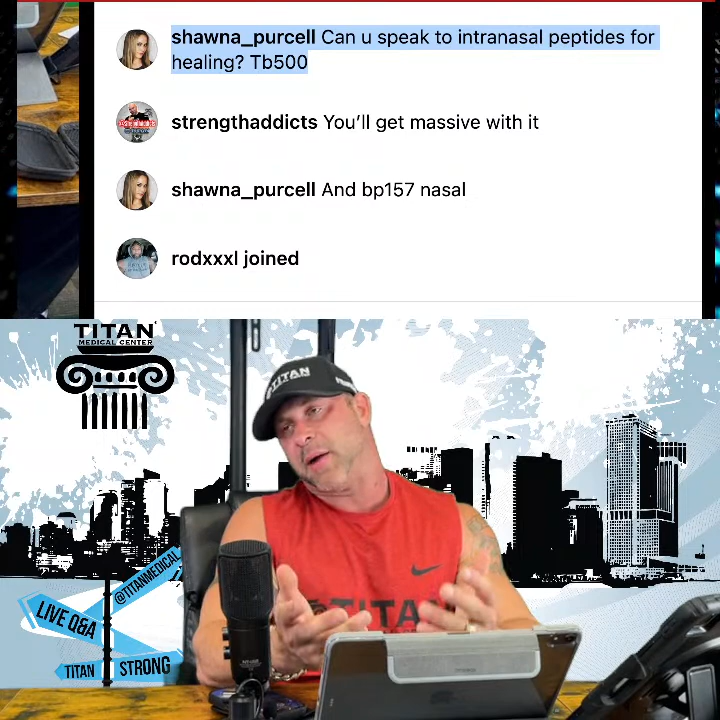 shawna_purcell Can u speak to intranasal peptides for
healing? Tb500
strengthaddicts You'll get massive with it
shawna_purcell And bp157 nasal
rodxxxl joined
TITAN
MEDICAL CENTER
TITAN
TITAN
@TITANMEDICAL
LIVE Q&A
TITAN STRONG